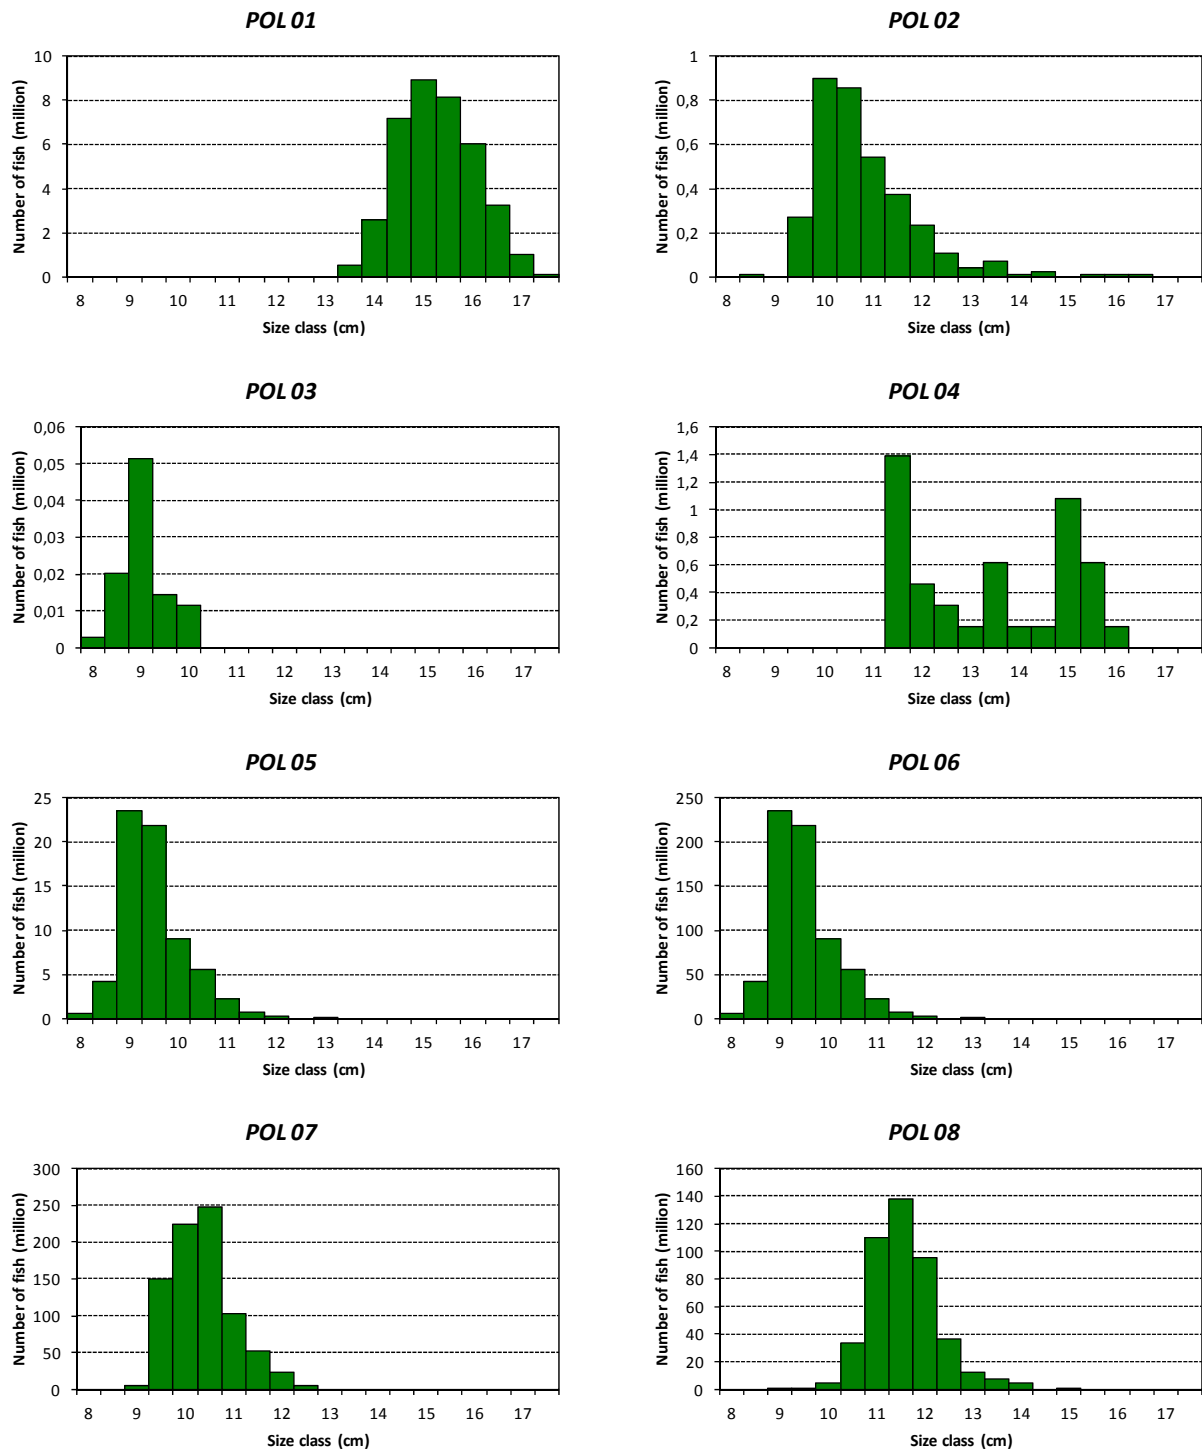 POL 01
Number of fish (million)
10
8
6
4
2
0
8 9 10 11 12 13 14 15 16 17
Size class (cm)
POL 02
Number of fish (million)
1
0,8
0,6
0,4
0,2
0
8 9 10 11 12 13 14 15 16 17
Size class (cm)
POL 03
Number of fish (million)
0,06
0,05
0,04
0,03
0,02
0,01
0
8 9 10 11 12 13 14 15 16 17
Size class (cm)
POL 04
Number of fish (million)
1,6
1,4
1,2
1
0,8
0,6
0,4
0,2
0
8 9 10 11 12 13 14 15 16 17
Size class (cm)
POL 05
Number of fish (million)
25
20
15
10
5
0
8 9 10 11 12 13 14 15 16 17
Size class (cm)
POL 06
Number of fish (million)
250
200
150
100
50
0
8 9 10 11 12 13 14 15 16 17
Size class (cm)
POL 07
Number of fish (million)
300
250
200
150
100
50
0
8 9 10 11 12 13 14 15 16 17
Size class (cm)
POL 08
Number of fish (million)
160
140
120
100
80
60
40
20
0
8 9 10 11 12 13 14 15 16 17
Size class (cm)